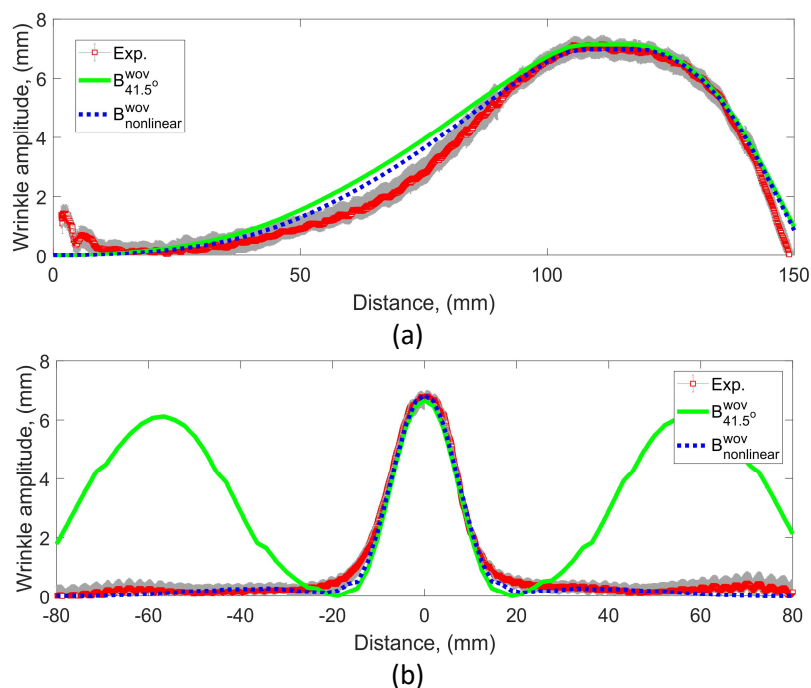 8
6
4
2
0
Wrinkle amplitude, (mm)
Exp.
B^wov_41.5°
B^wov_nonlinear
0 50 100 150
Distance, (mm)
(a)
8
6
4
2
0
Wrinkle amplitude, (mm)
Exp.
B^wov_41.5°
B^wov_nonlinear
-80 -60 -40 -20 0 20 40 60 80
Distance, (mm)
(b)